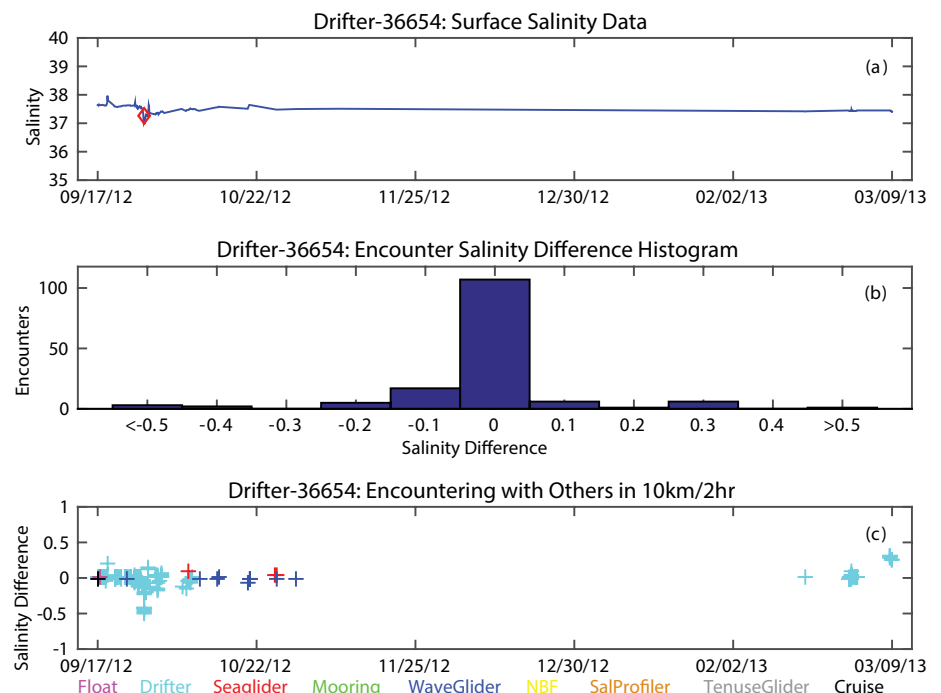 Drifter-36654: Surface Salinity Data
40
39
38
37
36
35
Salinity
(a)
09/17/12 10/22/12 11/25/12 12/30/12 02/02/13 03/09/13
Drifter-36654: Encounter Salinity Difference Histogram
100
50
0
Encounters
(b)
<-0.5 -0.4 -0.3 -0.2 -0.1 0 0.1 0.2 0.3 0.4 >0.5
Salinity Difference
Drifter-36654: Encountering with Others in 10km/2hr
1
0.5
0
-0.5
-1
Salinity Difference
(c)
09/17/12 10/22/12 11/25/12 12/30/12 02/02/13 03/09/13
Float Drifter Seaglider Mooring WaveGlider NBF SalProfiler TenuseGlider Cruise